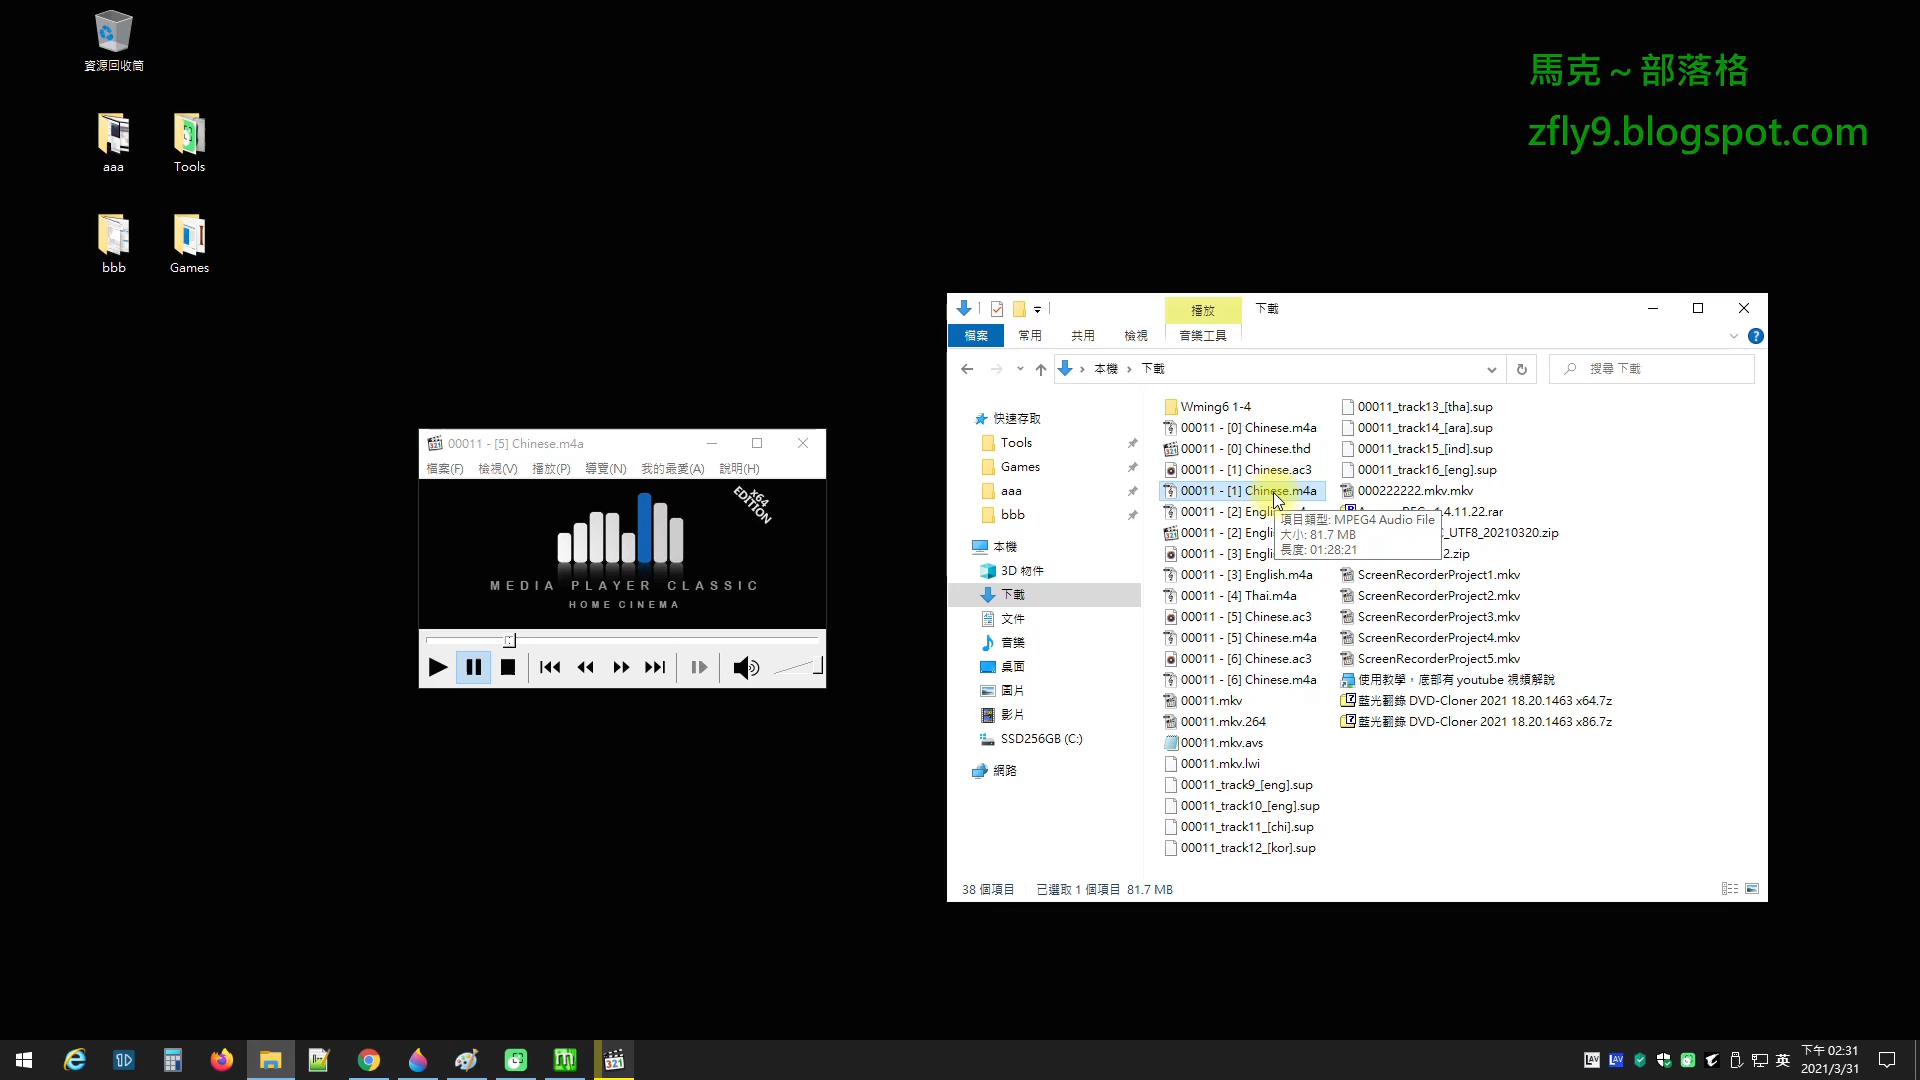 資源回收筒
aaa
Tools
bbb
Games
馬克～部落格
zfly9.blogspot.com
00011 - [5] Chinese.m4a
檔案(F) 檢視(V) 播放(P) 導覽(N) 我的最愛(A) 說明(H)
x64
EDITION
MEDIA PLAYER CLASSIC
HOME CINEMA
播放 下載
檔案 常用 共用 檢視 音樂工具
本機 › 下載
搜尋 下載
快速存取
Tools
Games
aaa
bbb
本機
3D 物件
下載
文件
音樂
桌面
圖片
影片
SSD256GB (C:)
網路
Wming6 1-4
00011 - [0] Chinese.m4a
00011 - [0] Chinese.thd
00011 - [1] Chinese.ac3
00011 - [1] Chinese.m4a
00011 - [2] Engli
00011 - [2] Engli
00011 - [3] Engli
00011 - [3] English.m4a
00011 - [4] Thai.m4a
00011 - [5] Chinese.ac3
00011 - [5] Chinese.m4a
00011 - [6] Chinese.ac3
00011 - [6] Chinese.m4a
00011.mkv
00011.mkv.264
00011.mkv.avs
00011.mkv.lwi
00011_track9_[eng].sup
00011_track10_[eng].sup
00011_track11_[chi].sup
00011_track12_[kor].sup
00011_track13_[tha].sup
00011_track14_[ara].sup
00011_track15_[ind].sup
00011_track16_[eng].sup
000222222.mkv.mkv
.4.11.22.rar
C_UTF8_20210320.zip
2.zip
ScreenRecorderProject1.mkv
ScreenRecorderProject2.mkv
ScreenRecorderProject3.mkv
ScreenRecorderProject4.mkv
ScreenRecorderProject5.mkv
使用教學，底部有 youtube 視頻解說
藍光翻錄 DVD-Cloner 2021 18.20.1463 x64.7z
藍光翻錄 DVD-Cloner 2021 18.20.1463 x86.7z
項目類型: MPEG4 Audio File
大小: 81.7 MB
長度: 01:28:21
38 個項目 已選取 1 個項目 81.7 MB
英
下午 02:31
2021/3/31